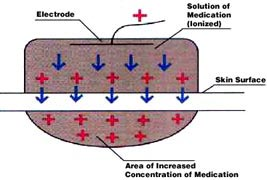 Electrode
Solution of
Medication
(Ionized)
Skin Surface
Area of Increased
Concentration of Medication